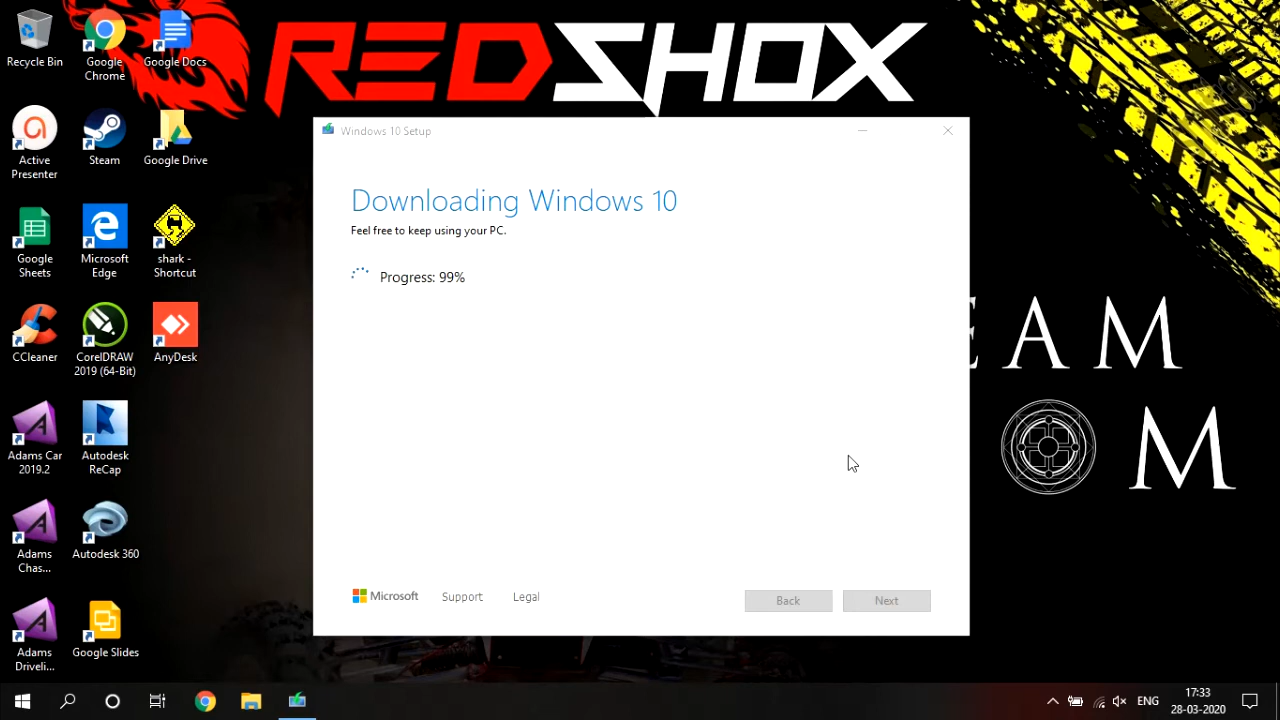 REDSHOX
Recycle Bin
Google
Chrome
Google Docs
Active
Presenter
Steam
Google Drive
Google
Sheets
Microsoft
Edge
shark -
Shortcut
CCleaner
CorelDRAW
2019 (64-Bit)
AnyDesk
Adams Car
2019.2
Autodesk
ReCap
Adams
Chas...
Autodesk 360
Adams
Driveli...
Google Slides
Windows 10 Setup
Downloading Windows 10
Feel free to keep using your PC.
Progress: 99%
Microsoft
Support
Legal
Back
Next
EAM
M
ENG
17:33
28-03-2020